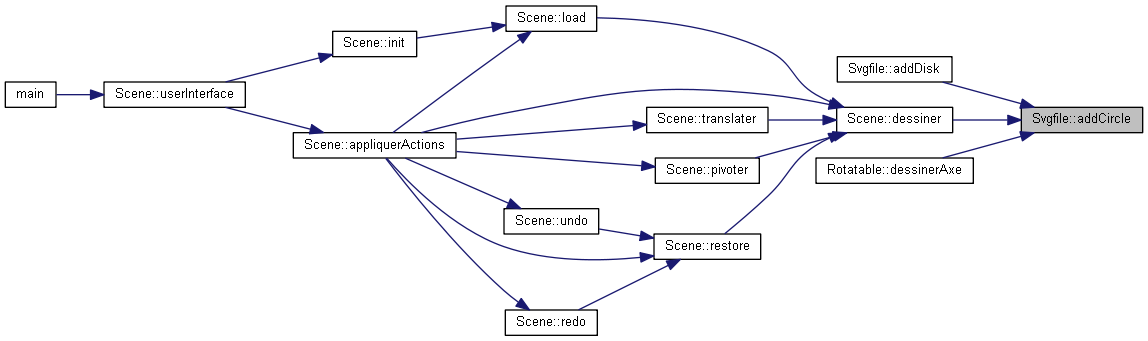 Scene::load
Scene::init
Svgfile::addDisk
main
Scene::userInterface
Scene::translater
Scene::dessiner
Svgfile::addCircle
Scene::appliquerActions
Scene::pivoter
Rotatable::dessinerAxe
Scene::undo
Scene::restore
Scene::redo